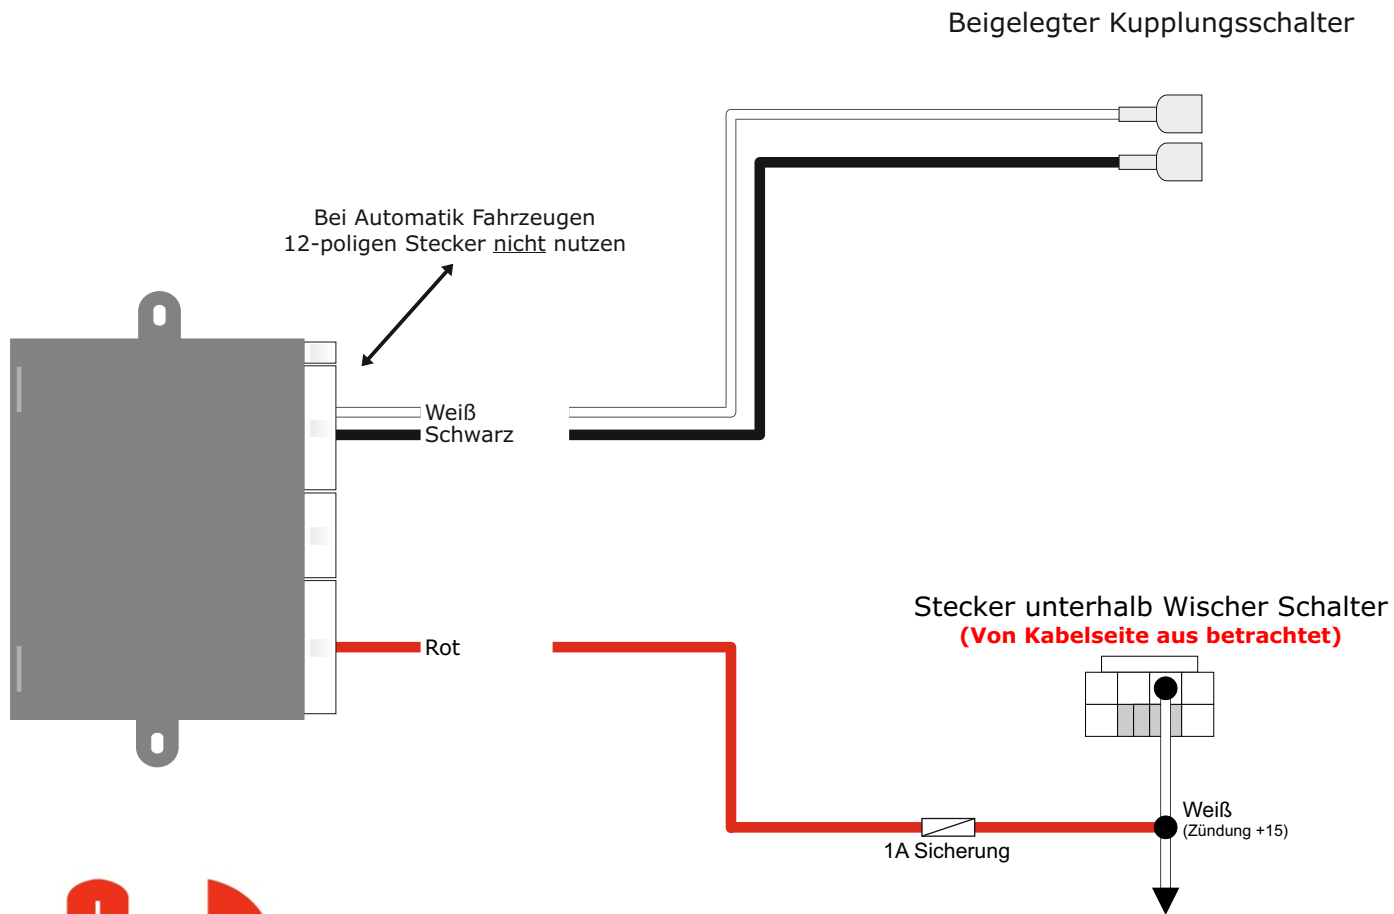 Beigelegter Kupplungsschalter
Bei Automatik Fahrzeugen
12-poligen Stecker nicht nutzen
Weiß
Schwarz
Stecker unterhalb Wischer Schalter
(Von Kabelseite aus betrachtet)
Rot
Weiß
(Zündung +15)
1A Sicherung